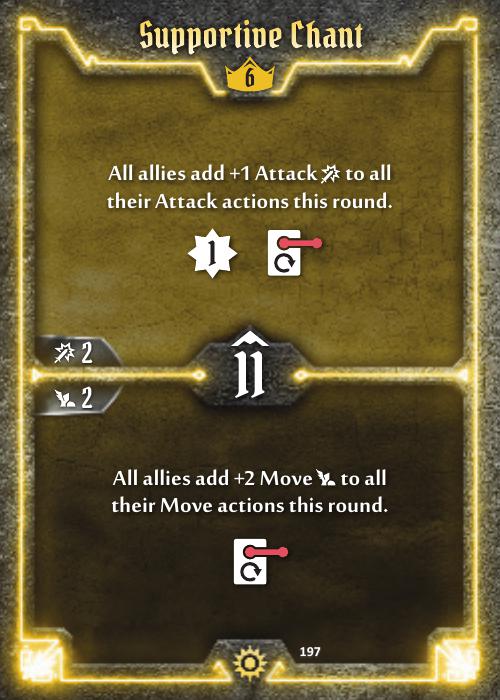 Supportive Chant
6
All allies add +1 Attack to all
their Attack actions this round.
1
2
11
2
All allies add +2 Move to all
their Move actions this round.
197